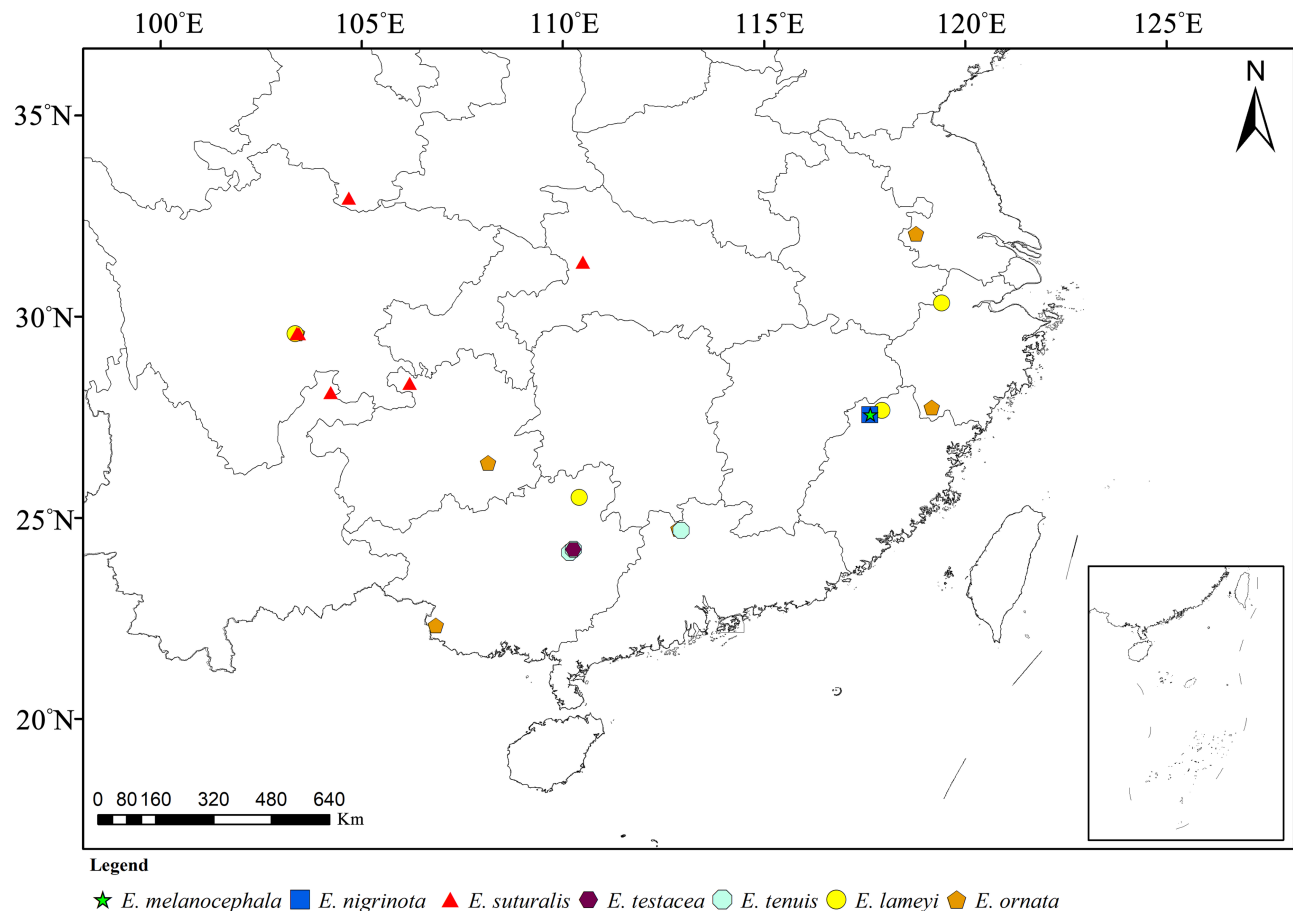 100°E 105°E 110°E 115°E 120°E 125°E
N
35°N
30°N
25°N
20°N
0 80 160 320 480 640
Km
Legend
E. melanocephala E. nigrinota E. suturalis E. testacea E. tenuis E. lameyi E. ornata